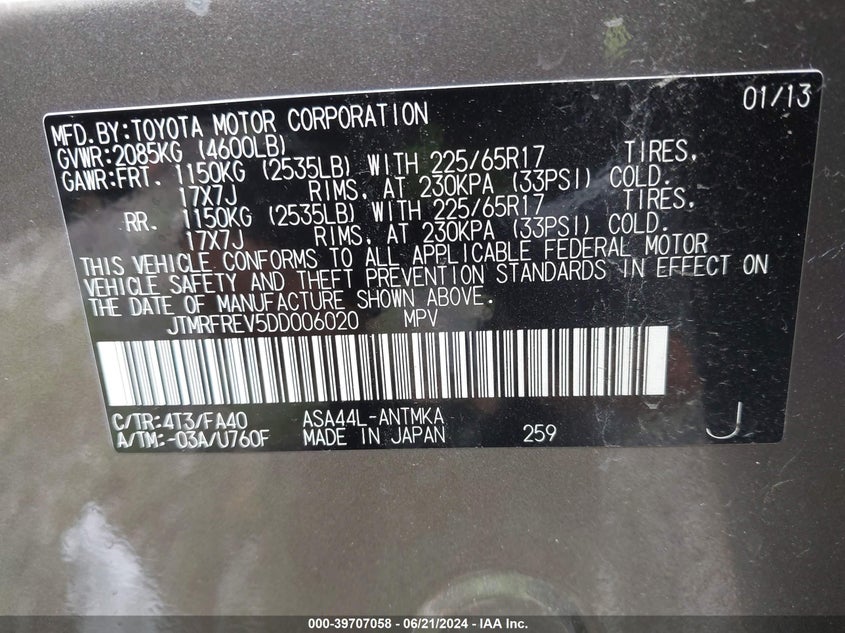 01/13
MFD.BY:TOYOTA MOTOR CORPORATION
GVWR:2085KG (4600LB)
GAWR:FRT. 1150KG (2535LB) WITH 225/65R17 TIRES,
17X7J RIMS, AT 230KPA (33PSI) COLD.
RR. 1150KG (2535LB) WITH 225/65R17 TIRES,
17X7J RIMS, AT 230KPA (33PSI) COLD.
THIS VEHICLE CONFORMS TO ALL APPLICABLE FEDERAL MOTOR
VEHICLE SAFETY AND THEFT PREVENTION STANDARDS IN EFFECT ON
THE DATE OF MANUFACTURE SHOWN ABOVE.
JTMRFREV5DD006020 MPV
C/TR:4T3/FA40 ASA44L-ANTMKA
A/TM:-03A/U760F MADE IN JAPAN 259 J
000-39707058 - 06/21/2024 - IAA Inc.